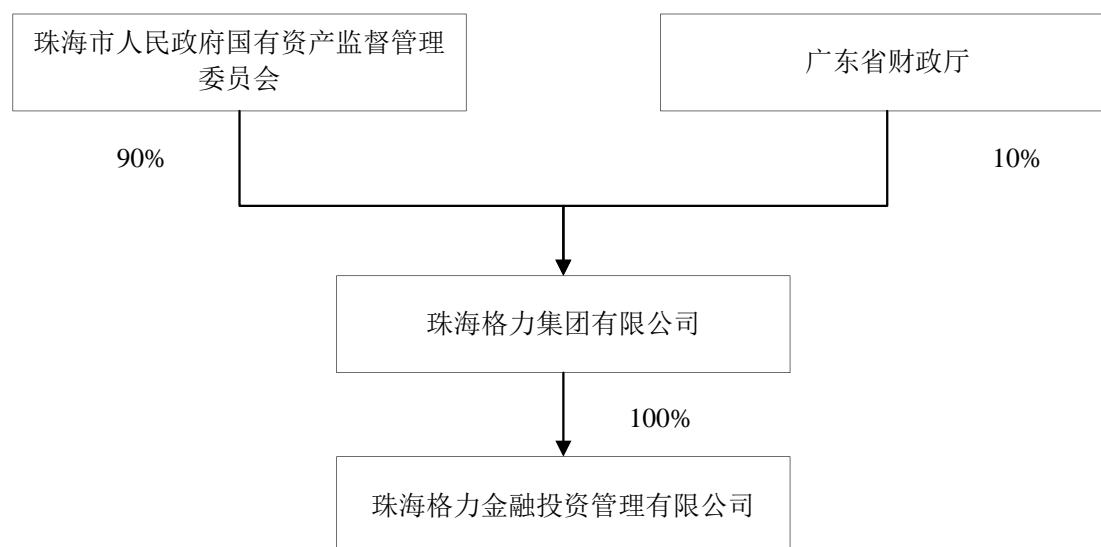 珠海市人民政府国有资产监督管理
委员会
广东省财政厅
90%
10%
珠海格力集团有限公司
100%
珠海格力金融投资管理有限公司